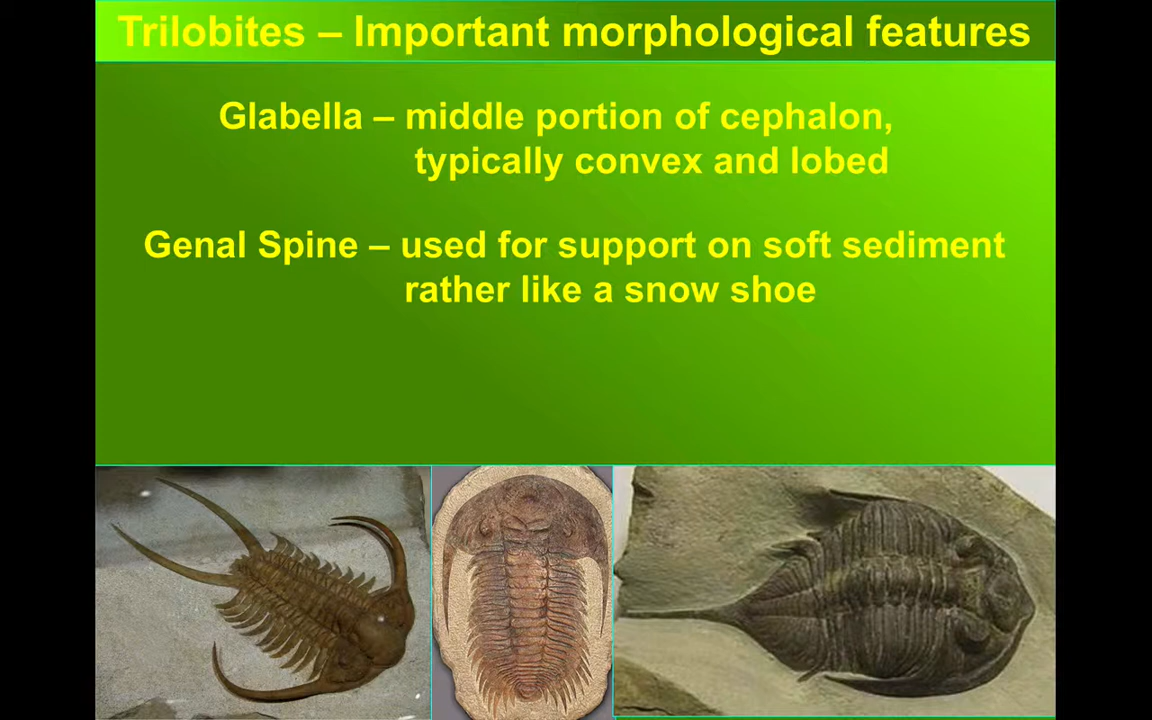 Trilobites – Important morphological features
Glabella – middle portion of cephalon,
typically convex and lobed
Genal Spine – used for support on soft sediment
rather like a snow shoe